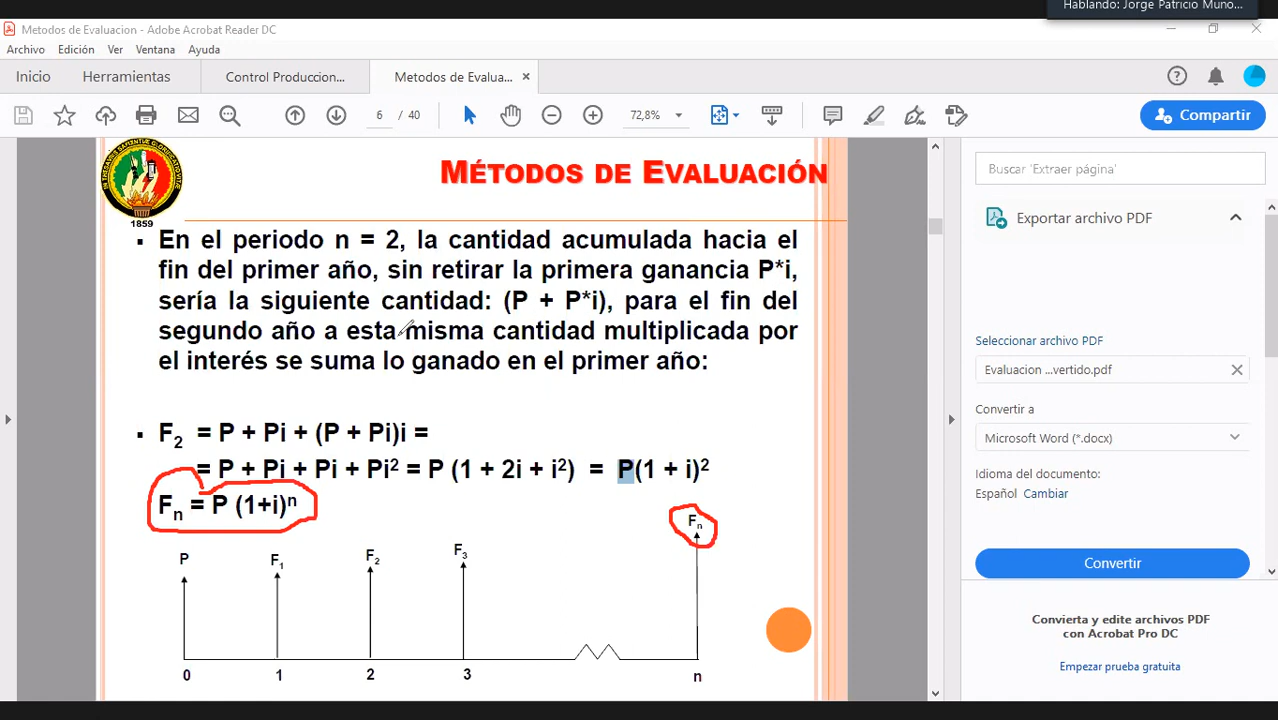 Hablando: Jorge Patricio Muno...
Metodos de Evaluacion - Adobe Acrobat Reader DC
Archivo Edición Ver Ventana Ayuda
Inicio Herramientas Control Produccion... Metodos de Evalua... ×
6 / 40 72,8% Compartir
1859
MÉTODOS DE EVALUACIÓN
▪ En el periodo n = 2, la cantidad acumulada hacia el
fin del primer año, sin retirar la primera ganancia P*i,
sería la siguiente cantidad: (P + P*i), para el fin del
segundo año a esta misma cantidad multiplicada por
el interés se suma lo ganado en el primer año:
▪ F₂ = P + Pi + (P + Pi)i =
= P + Pi + Pi + Pi² = P (1 + 2i + i²) = P(1 + i)²
Fₙ = P (1+i)ⁿ
P F₁ F₂ F₃ Fₙ
0 1 2 3 n
Buscar 'Extraer página'
Exportar archivo PDF
Seleccionar archivo PDF
Evaluacion ...vertido.pdf ×
Convertir a
Microsoft Word (*.docx)
Idioma del documento:
Español Cambiar
Convertir
Convierta y edite archivos PDF
con Acrobat Pro DC
Empezar prueba gratuita